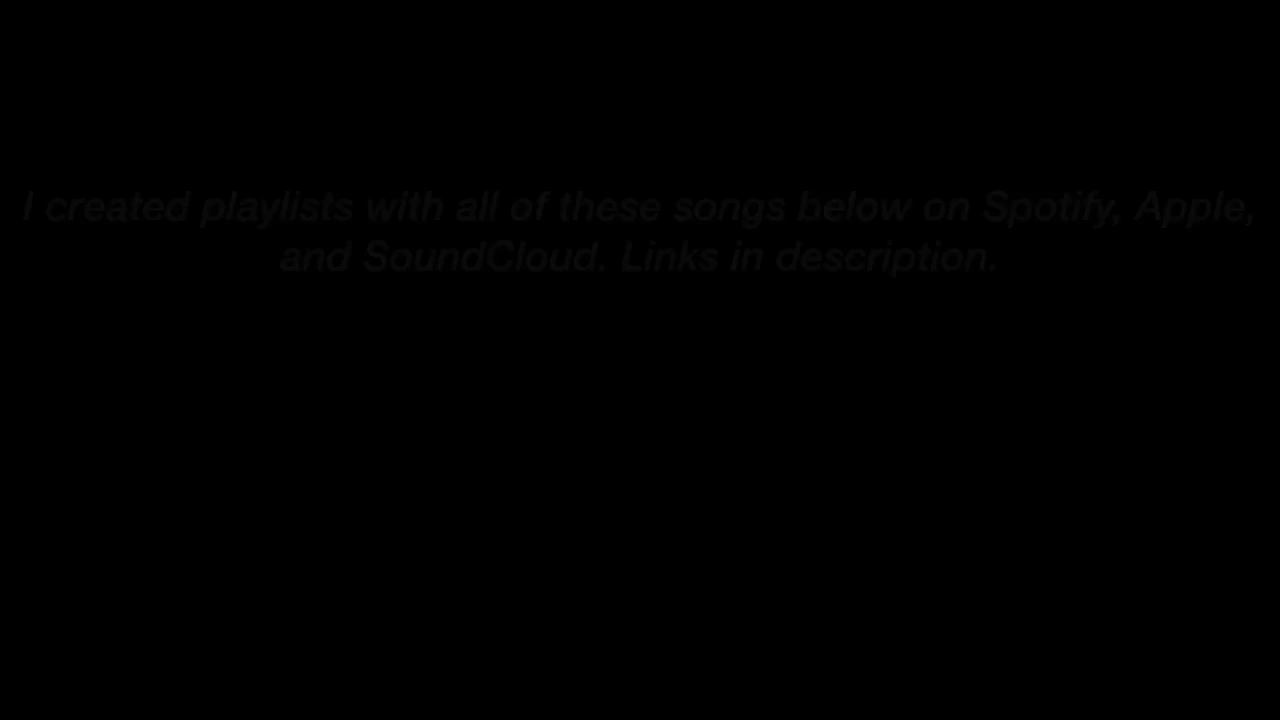 I created playlists with all of these songs below on Spotify, Apple,
and SoundCloud. Links in description.